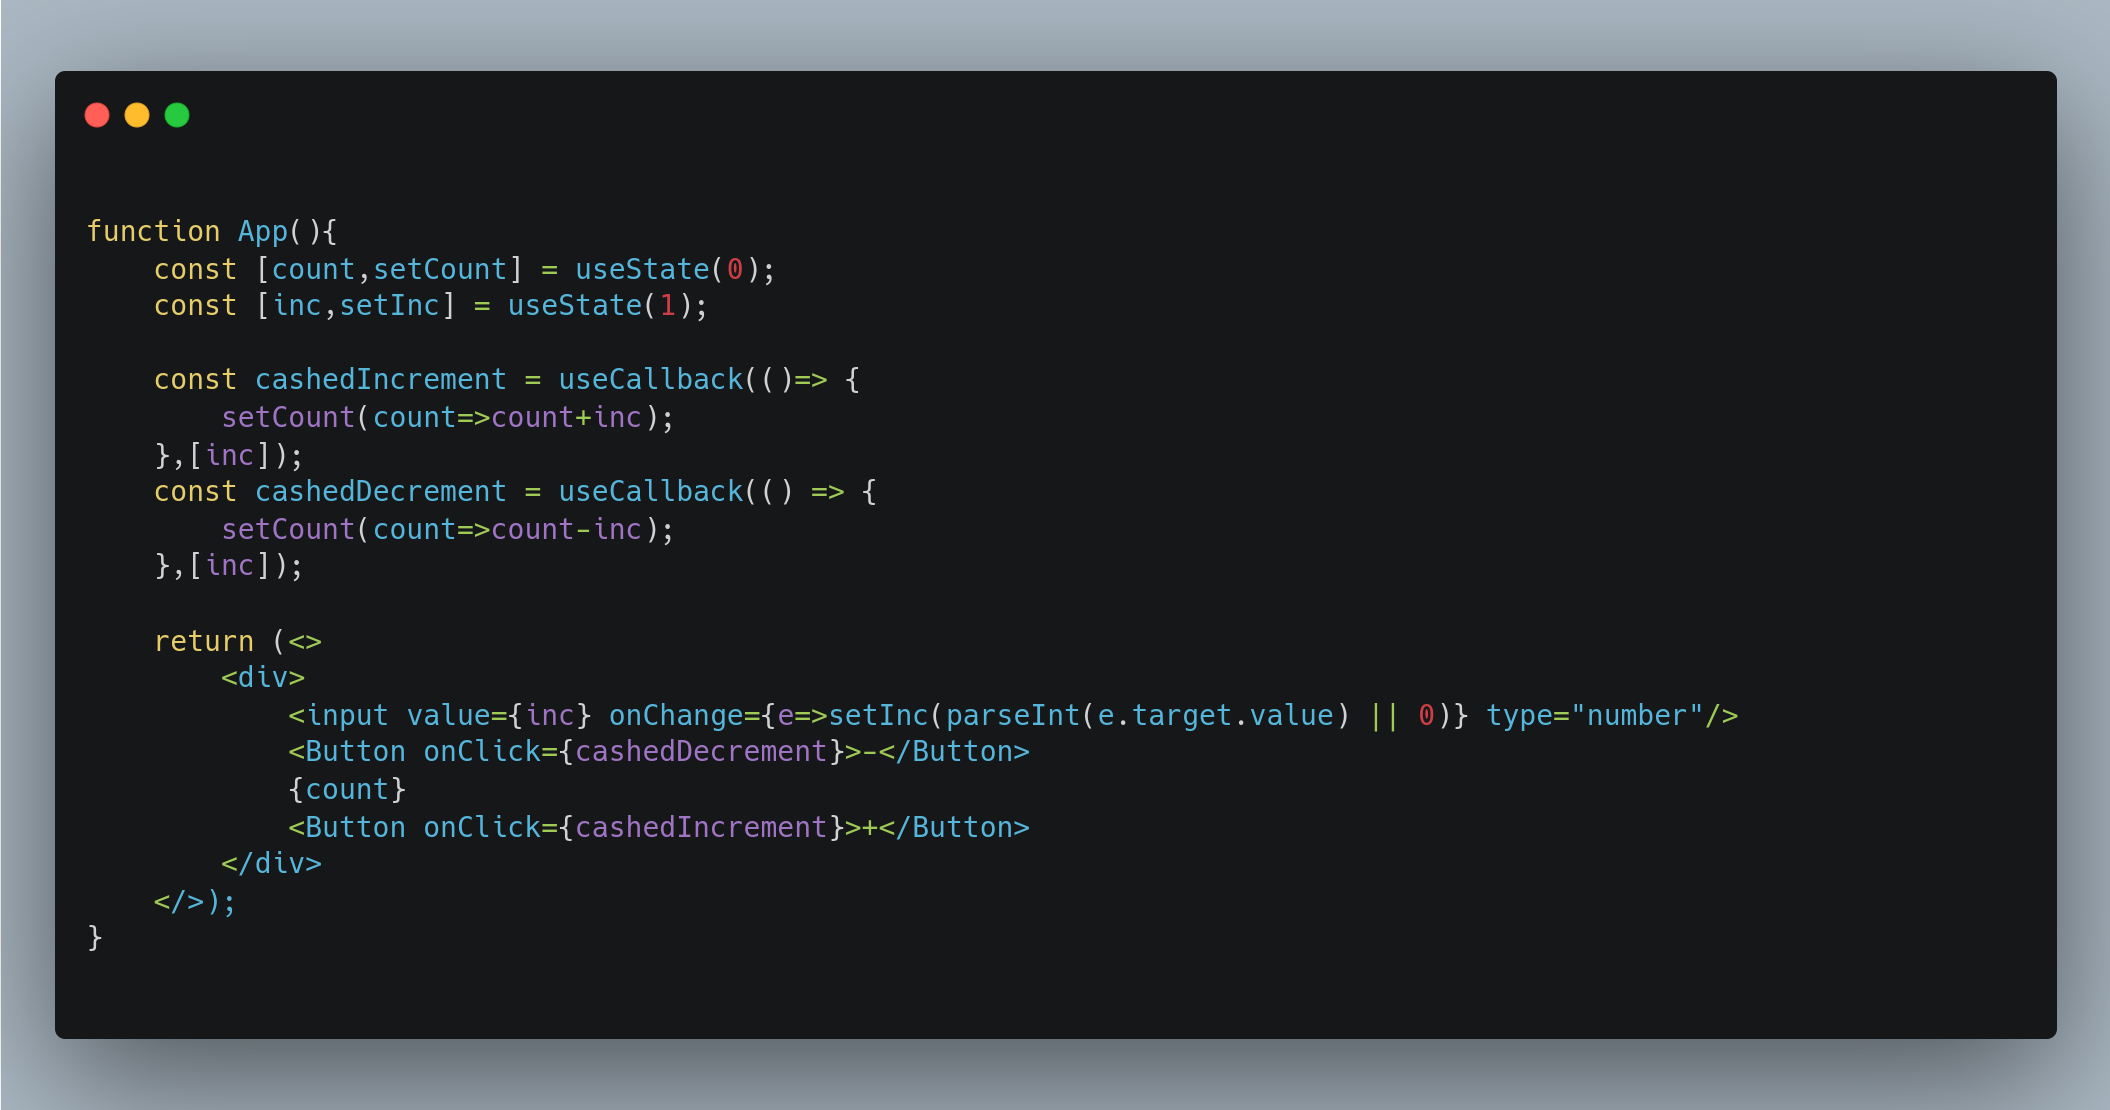 function App(){
    const [count,setCount] = useState(0);
    const [inc,setInc] = useState(1);

    const cashedIncrement = useCallback(()=> {
        setCount(count=>count+inc);
    },[inc]);
    const cashedDecrement = useCallback(() => {
        setCount(count=>count-inc);
    },[inc]);

    return (<>
        <div>
            <input value={inc} onChange={e=>setInc(parseInt(e.target.value) || 0)} type="number"/>
            <Button onClick={cashedDecrement}>-</Button>
            {count}
            <Button onClick={cashedIncrement}>+</Button>
        </div>
    </>);
}